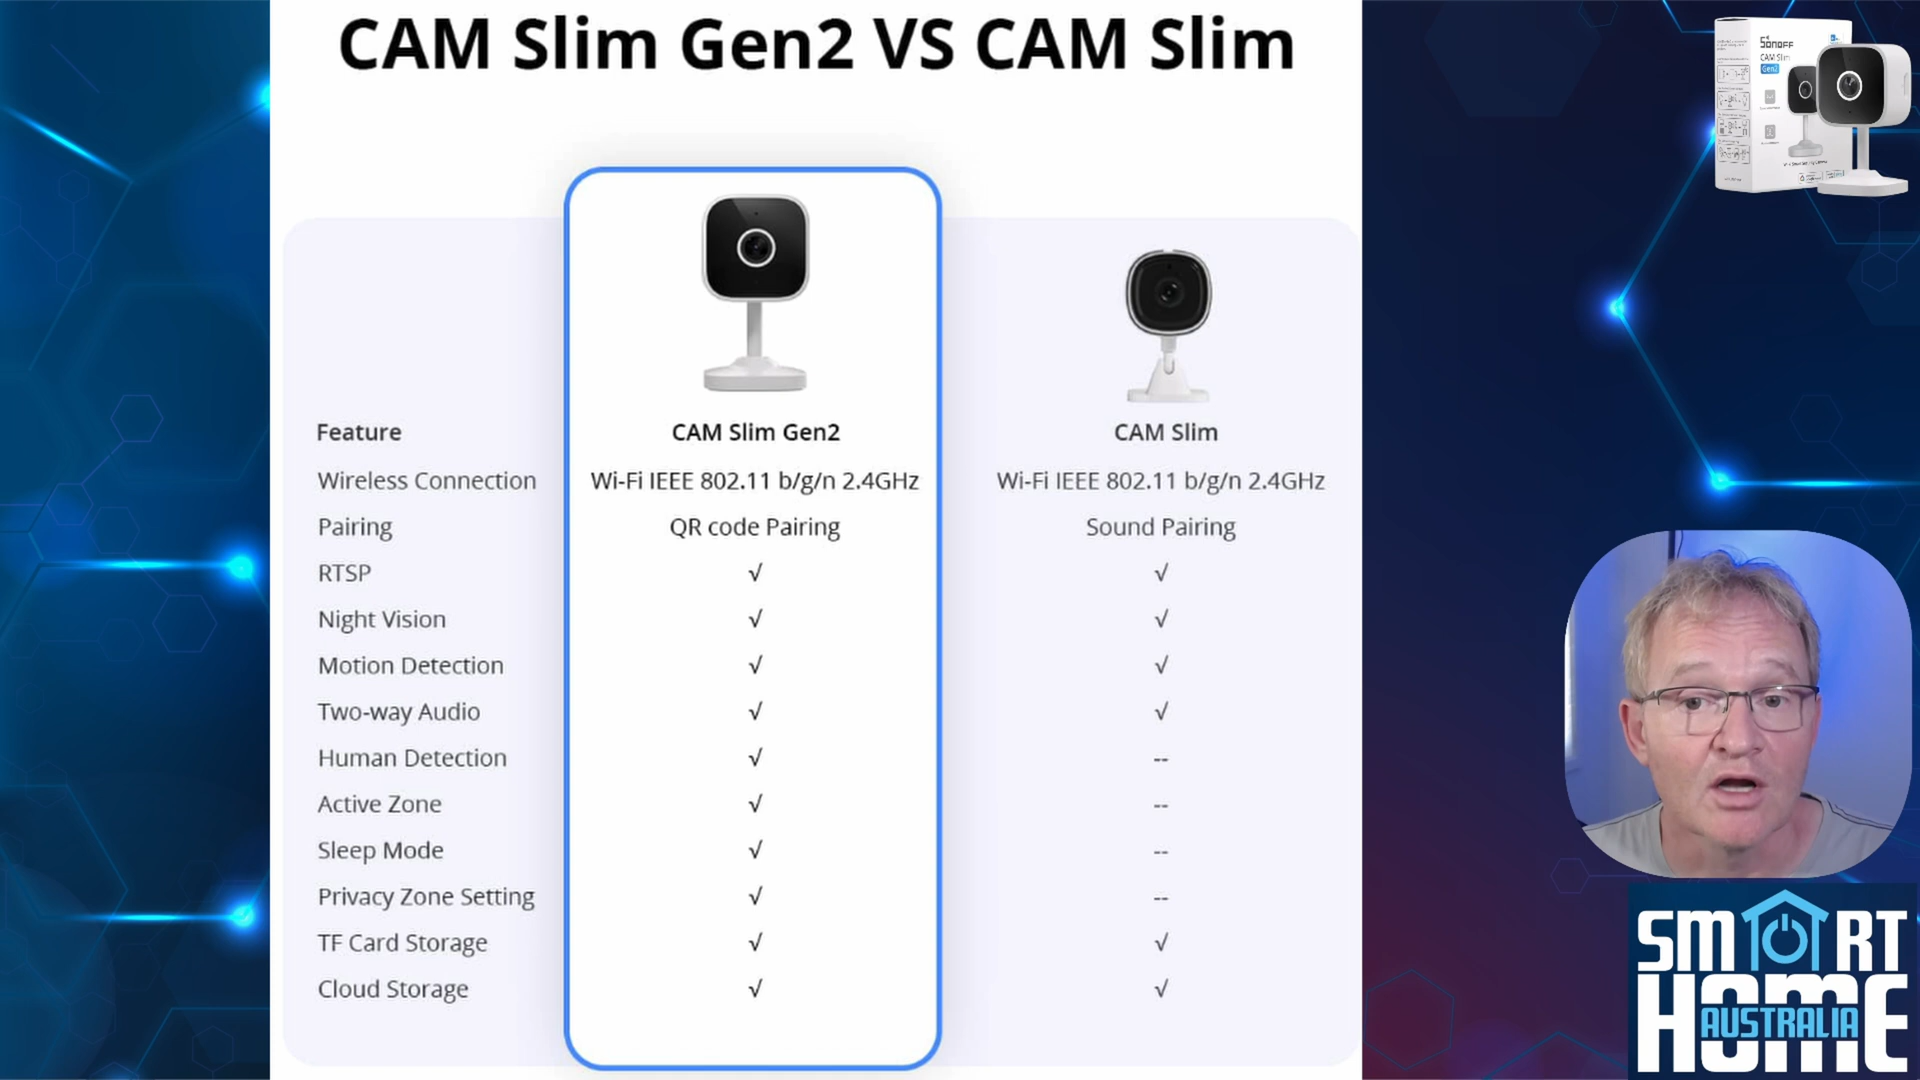 CAM Slim Gen2 VS CAM Slim
SONOFF
CAM Slim
Gen2
Feature CAM Slim Gen2 CAM Slim
Wireless Connection Wi-Fi IEEE 802.11 b/g/n 2.4GHz Wi-Fi IEEE 802.11 b/g/n 2.4GHz
Pairing QR code Pairing Sound Pairing
RTSP √ √
Night Vision √ √
Motion Detection √ √
Two-way Audio √ √
Human Detection √ --
Active Zone √ --
Sleep Mode √ --
Privacy Zone Setting √ --
TF Card Storage √ √
Cloud Storage √ √
SMART
HOME
AUSTRALIA